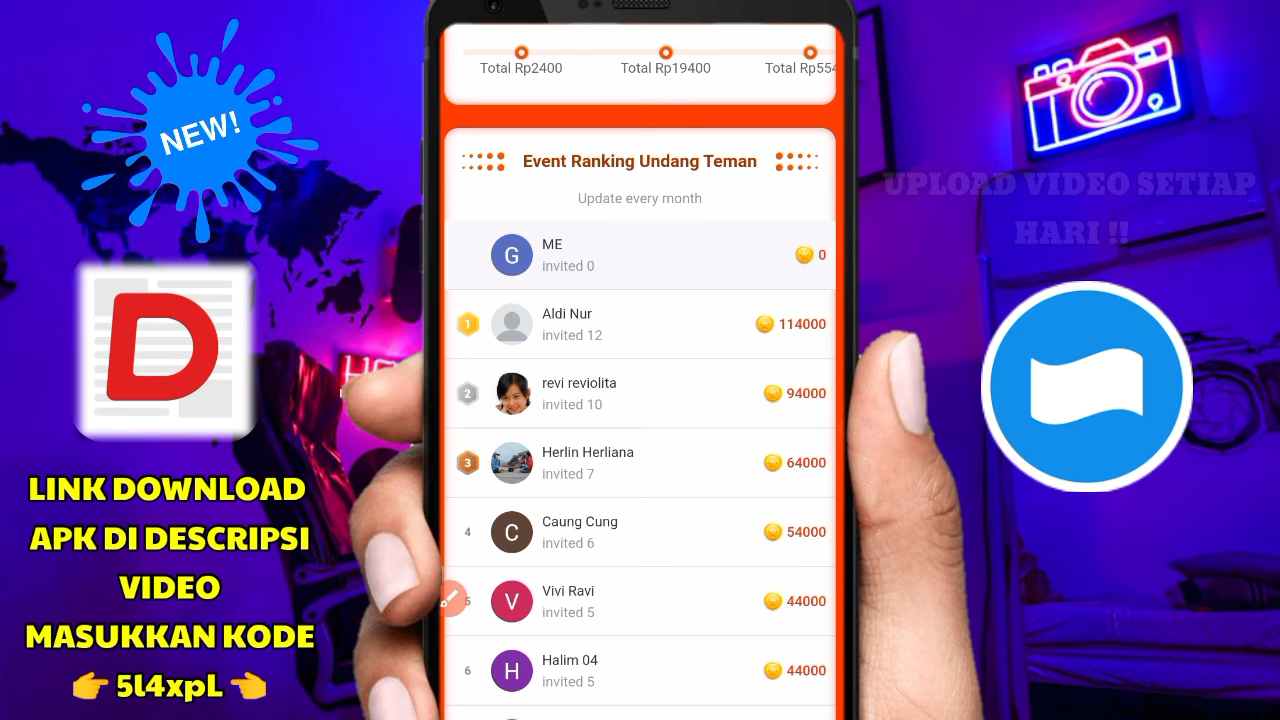 NEW!
LINK DOWNLOAD
APK DI DESCRIPSI
VIDEO
MASUKKAN KODE
👉 5l4xpL 👈
Total Rp2400
Total Rp19400
Total Rp554
Event Ranking Undang Teman
Update every month
G
ME
invited 0
0
1
Aldi Nur
invited 12
114000
2
revi reviolita
invited 10
94000
3
Herlin Herliana
invited 7
64000
4
C
Caung Cung
invited 6
54000
5
V
Vivi Ravi
invited 5
44000
6
H
Halim 04
invited 5
44000
UPLOAD VIDEO SETIAP
HARI !!
D